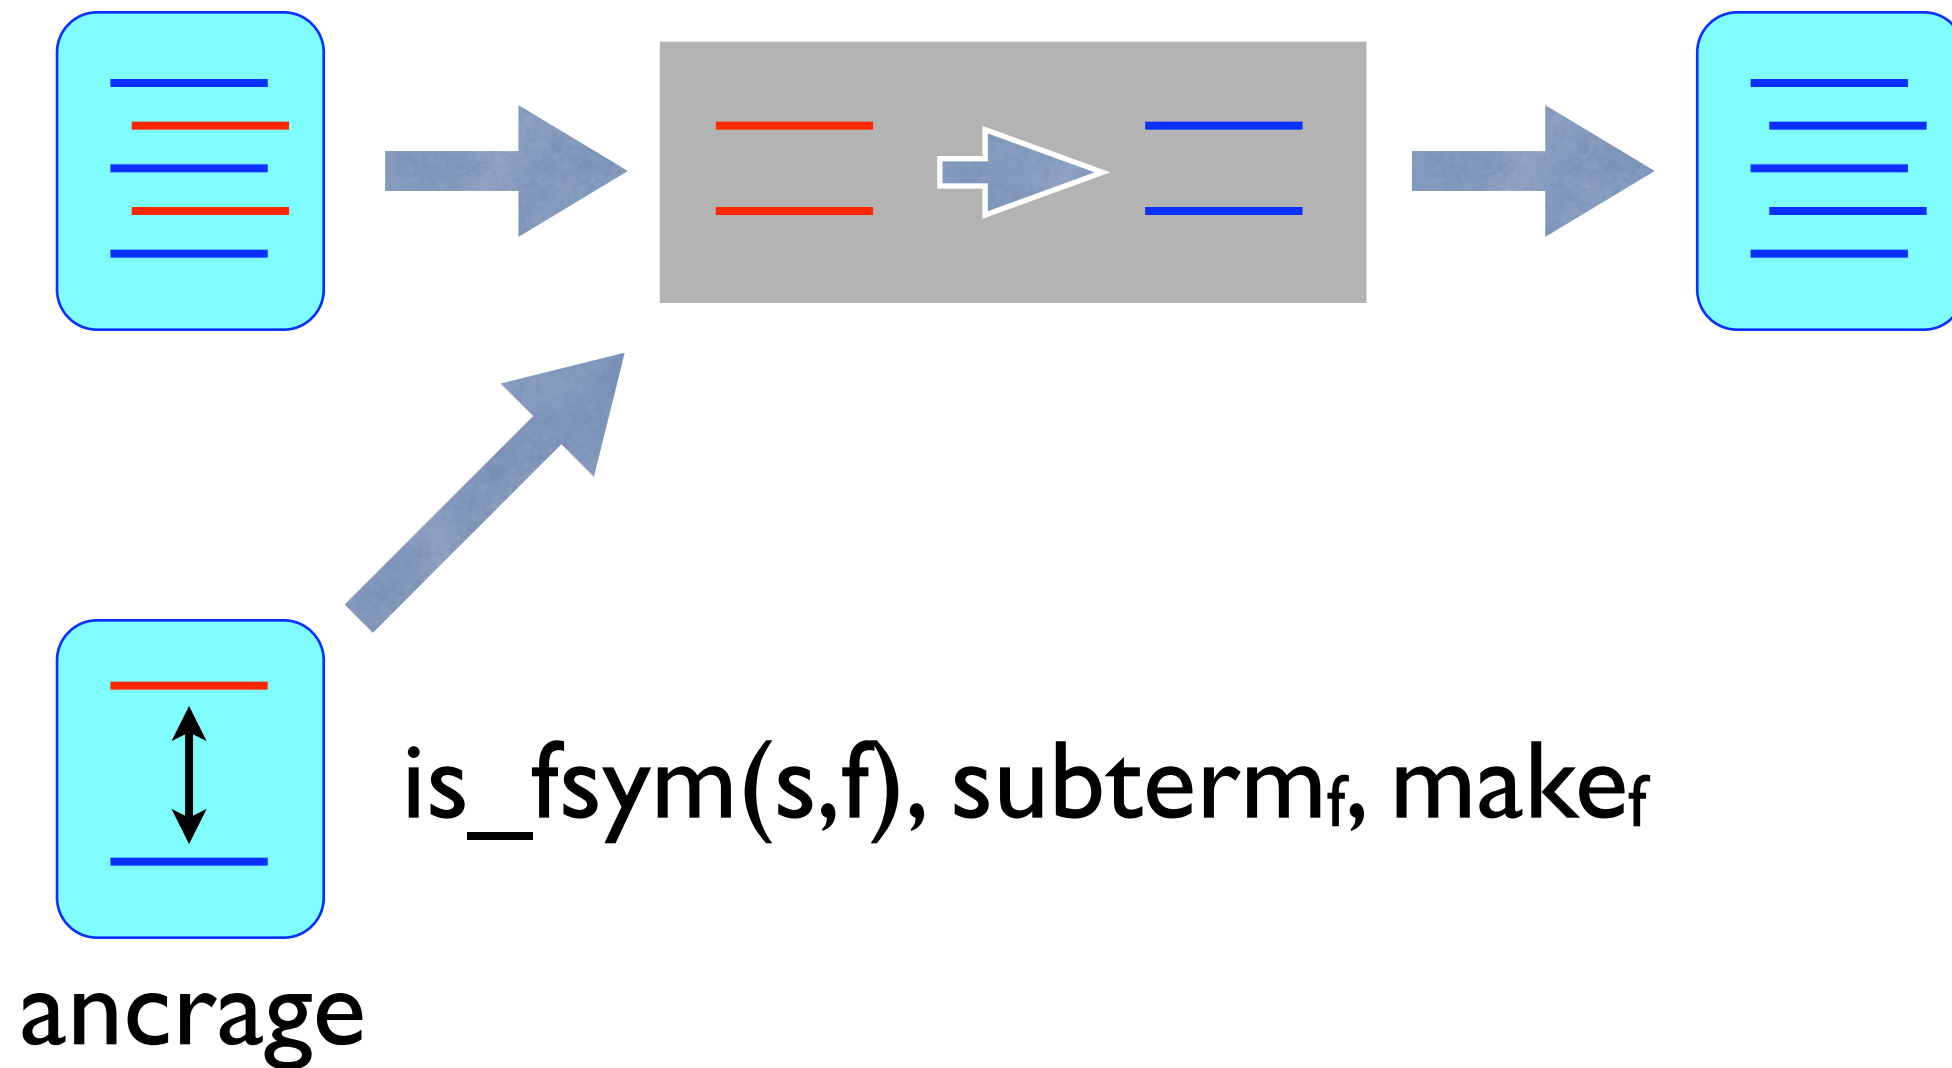 is_fsym(s,f), subtermf, makef
ancrage